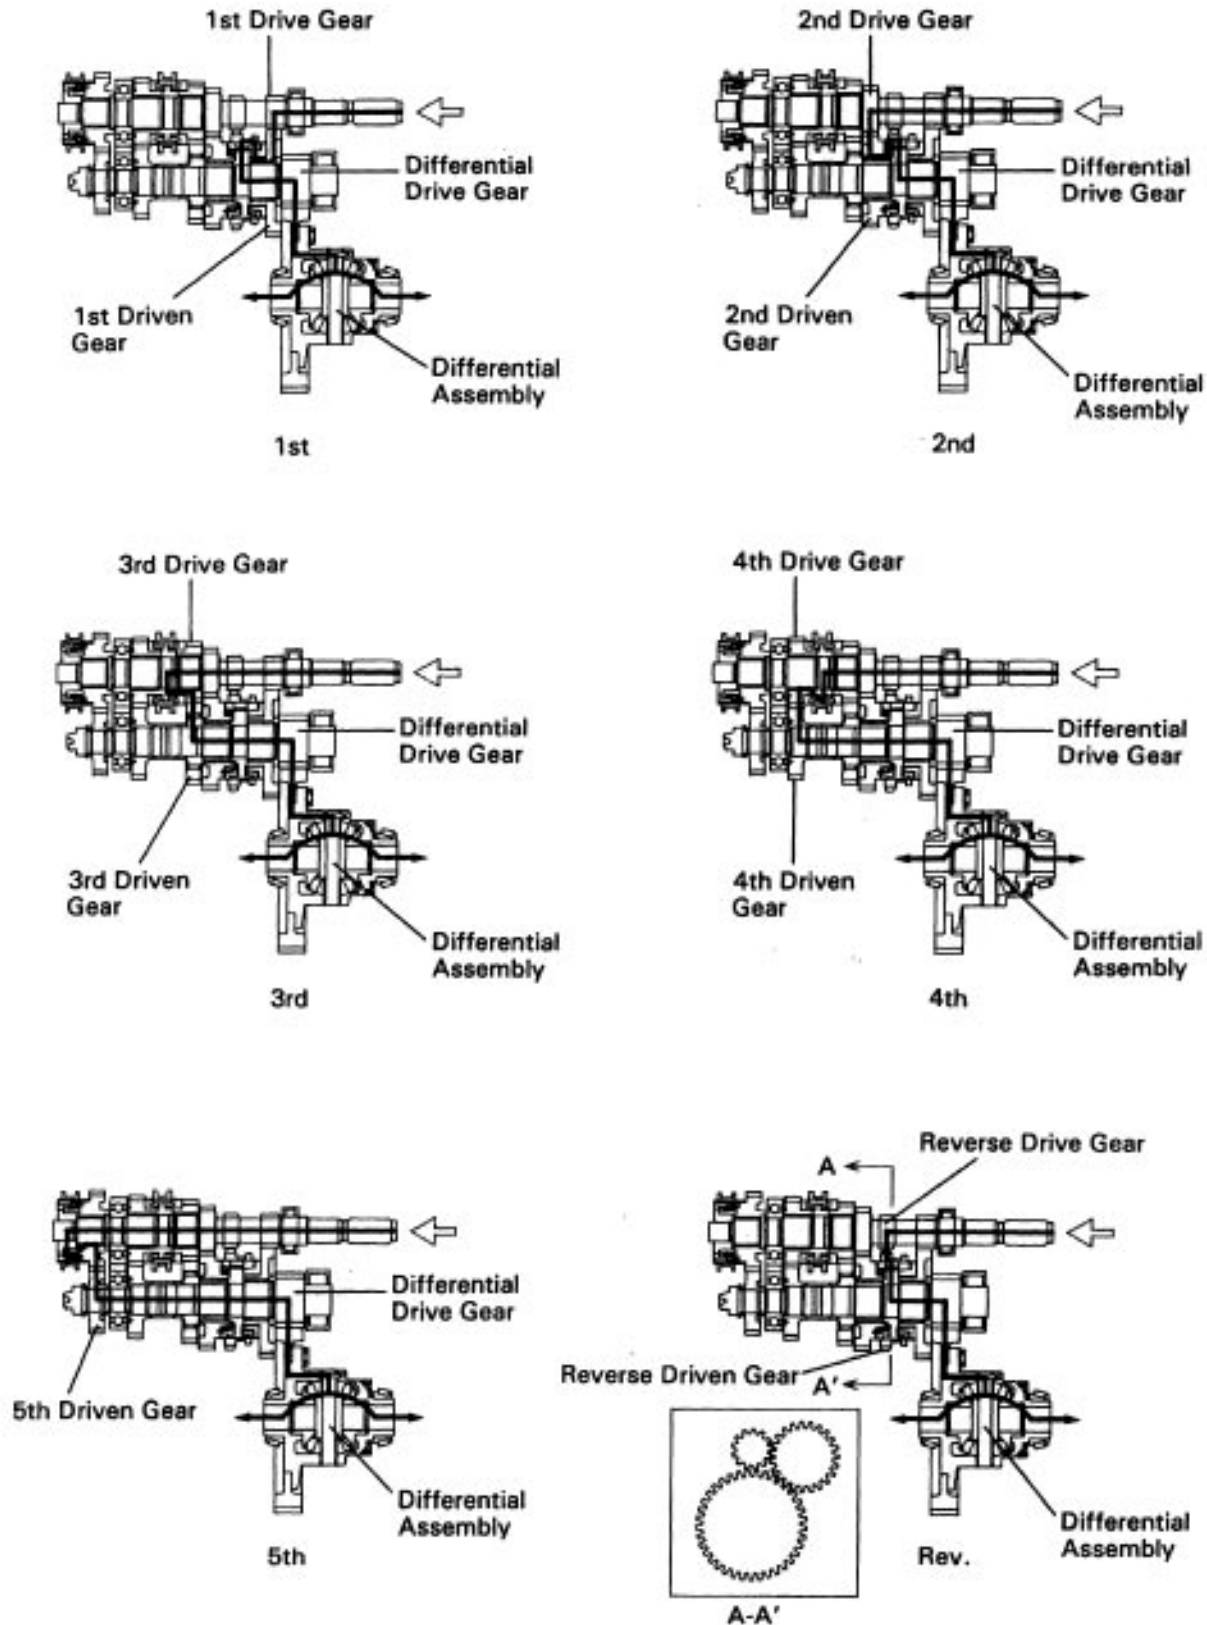 1st Drive Gear
Differential
Drive Gear
1st Driven
Gear
Differential
Assembly
1st
2nd Drive Gear
Differential
Drive Gear
2nd Driven
Gear
Differential
Assembly
2nd
3rd Drive Gear
Differential
Drive Gear
3rd Driven
Gear
Differential
Assembly
3rd
4th Drive Gear
Differential
Drive Gear
4th Driven
Gear
Differential
Assembly
4th
Differential
Drive Gear
5th Driven Gear
Differential
Assembly
5th
Reverse Drive Gear
A
Reverse Driven Gear
A'
Differential
Assembly
Rev.
A-A'